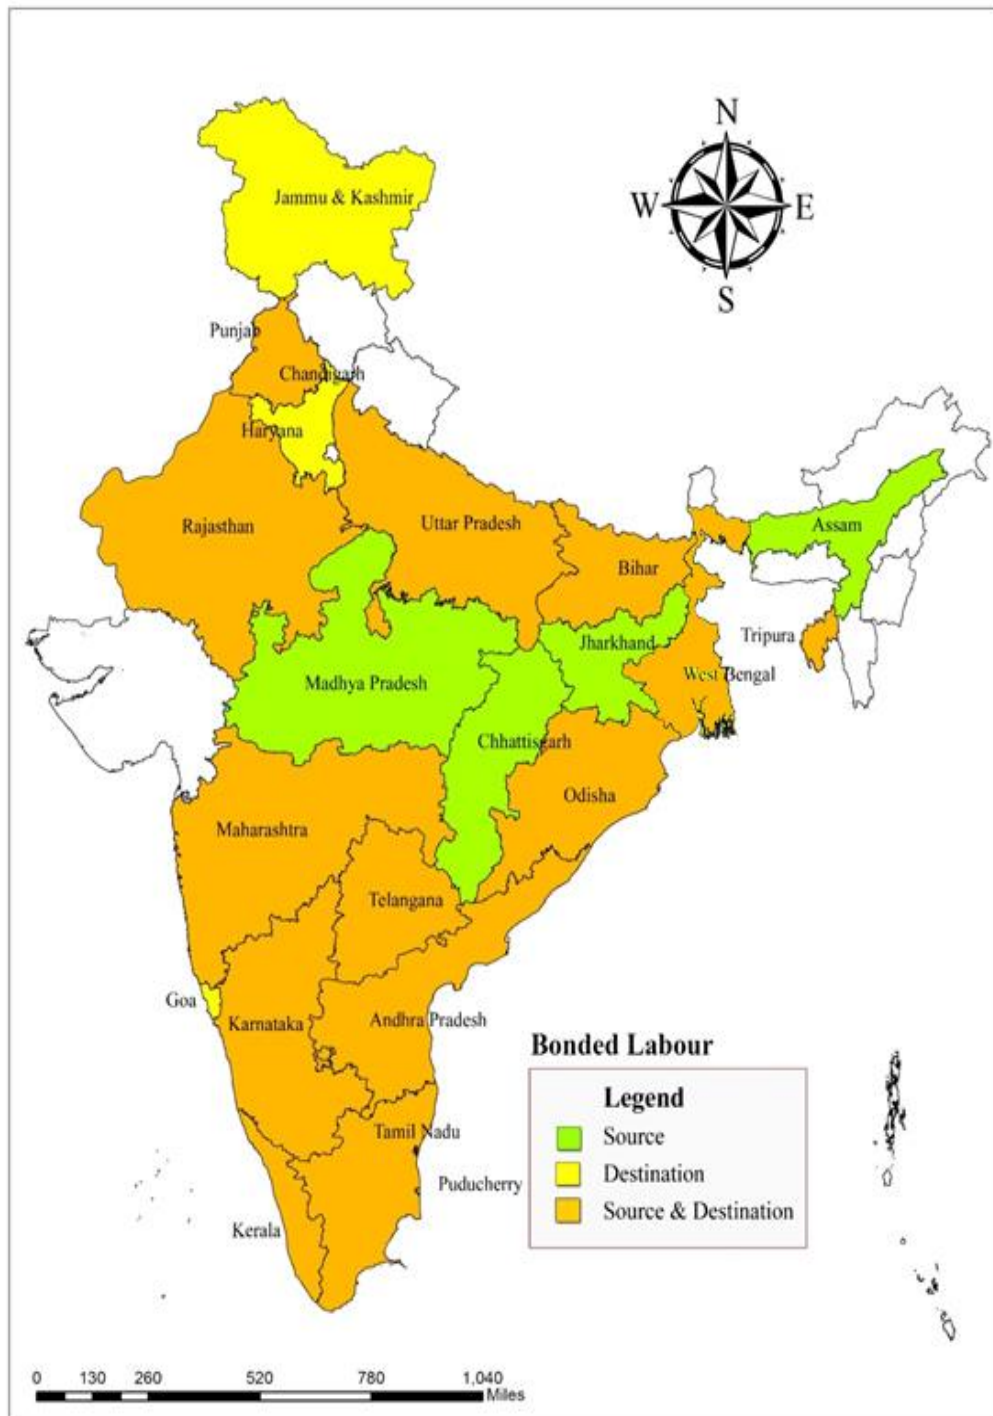 N
W
E
S
Jammu & Kashmir
Punjab
Chandigarh
Haryana
Rajasthan
Uttar Pradesh
Bihar
Assam
Tripura
Jharkhand
West Bengal
Madhya Pradesh
Chhattisgarh
Odisha
Maharashtra
Telangana
Goa
Karnataka
Andhra Pradesh
Tamil Nadu
Puducherry
Kerala
Bonded Labour
Legend
Source
Destination
Source & Destination
0 130 260 520 780 1,040
Miles